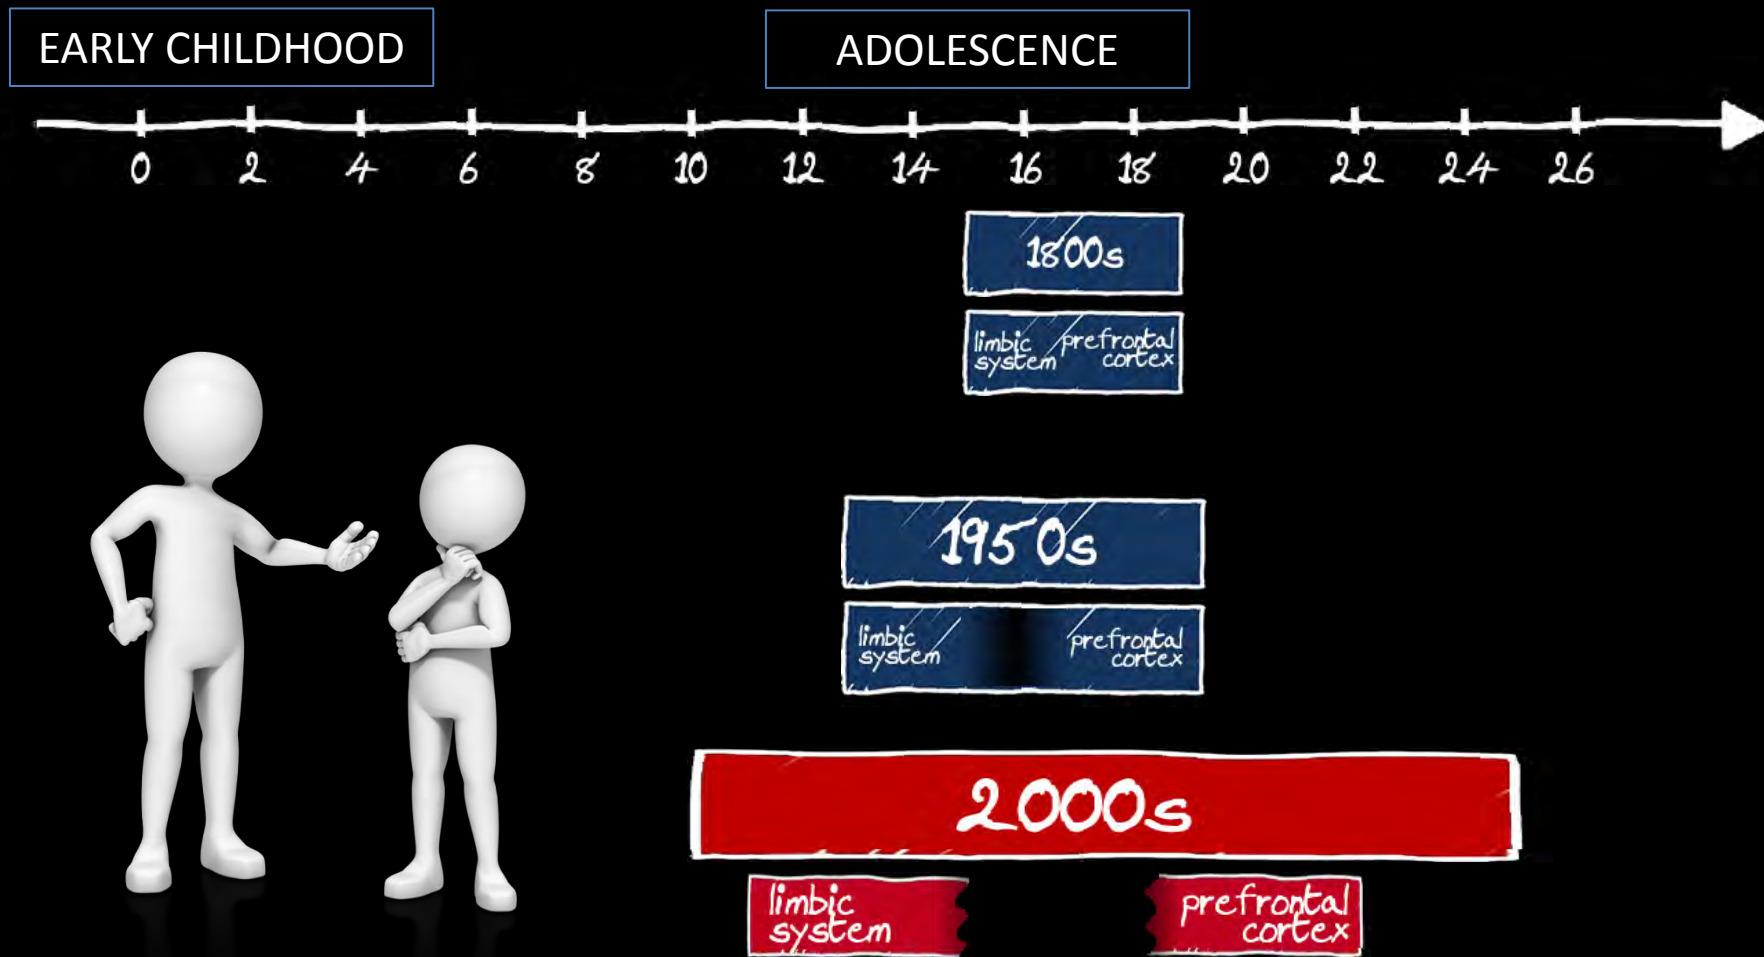 EARLY CHILDHOOD
ADOLESCENCE
0 2 4 6 8 10 12 14 16 18 20 22 24 26
1800s
limbic
system
prefrontal
cortex
1950s
limbic
system
prefrontal
cortex
2000s
limbic
system
prefrontal
cortex